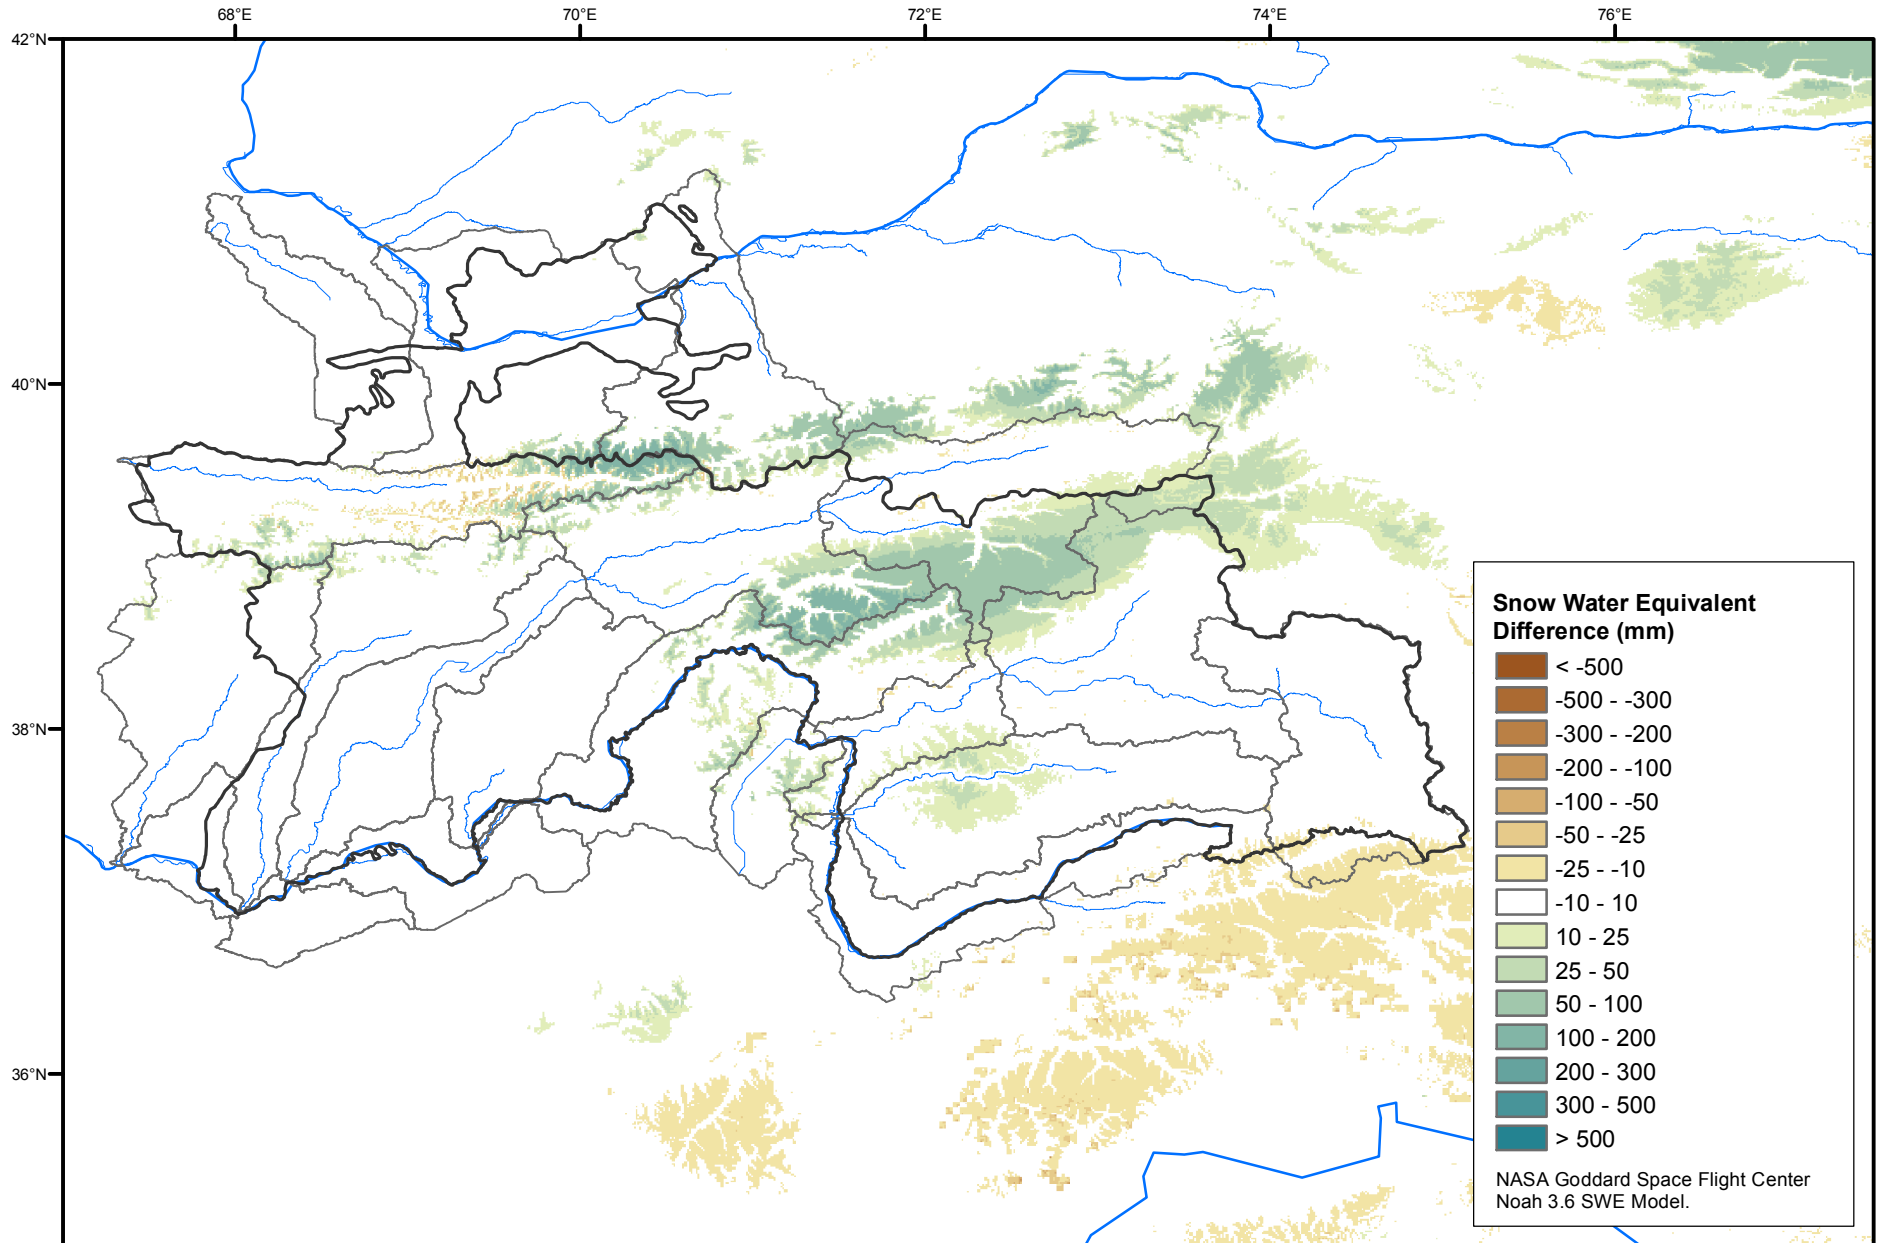 68°E
70°E
72°E
74°E
76°E
42°N
40°N
38°N
36°N
Snow Water Equivalent
Difference (mm)
< -500
-500 - -300
-300 - -200
-200 - -100
-100 - -50
-50 - -25
-25 - -10
-10 - 10
10 - 25
25 - 50
50 - 100
100 - 200
200 - 300
300 - 500
> 500
NASA Goddard Space Flight Center
Noah 3.6 SWE Model.